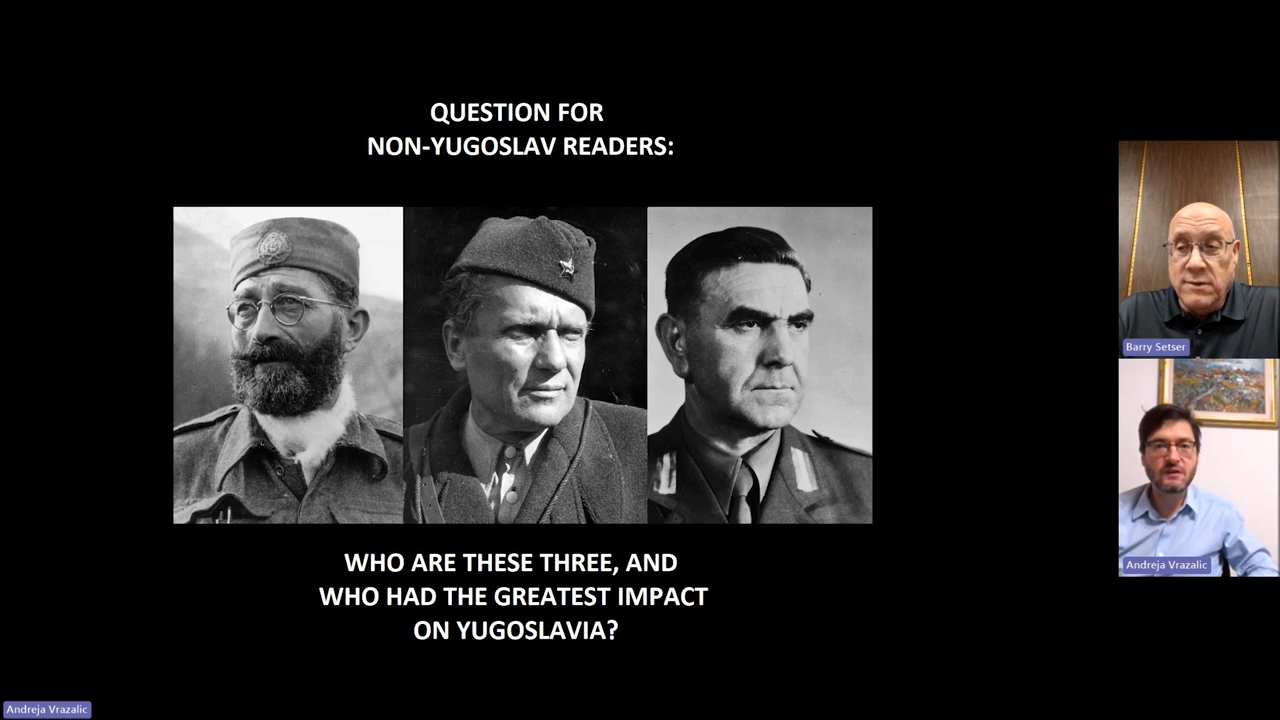 QUESTION FOR
NON-YUGOSLAV READERS:
WHO ARE THESE THREE, AND
WHO HAD THE GREATEST IMPACT
ON YUGOSLAVIA?
Barry Setser
Andreja Vrazalic
Andreja Vrazalic